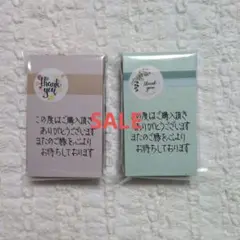 Thank you
この度はご購入頂き
ありがとうございます
またのご縁を心より
お待ちしております
Thank you
この度はご購入頂き
ありがとうございます
またのご縁を心より
お待ちしております
SALE